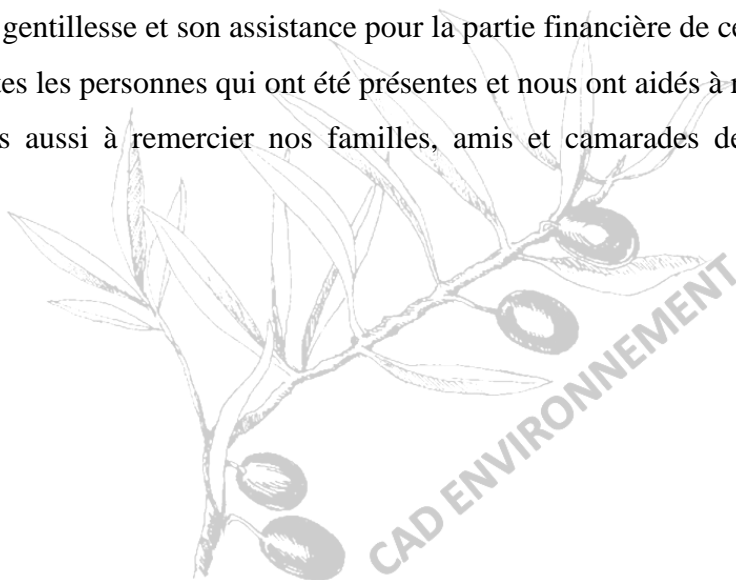 gentillesse et son assistance pour la partie financière de ce
les personnes qui ont été présentes et nous ont aidés à
aussi à remercier nos familles, amis et camarades de
CAD ENVIRONNEMENT